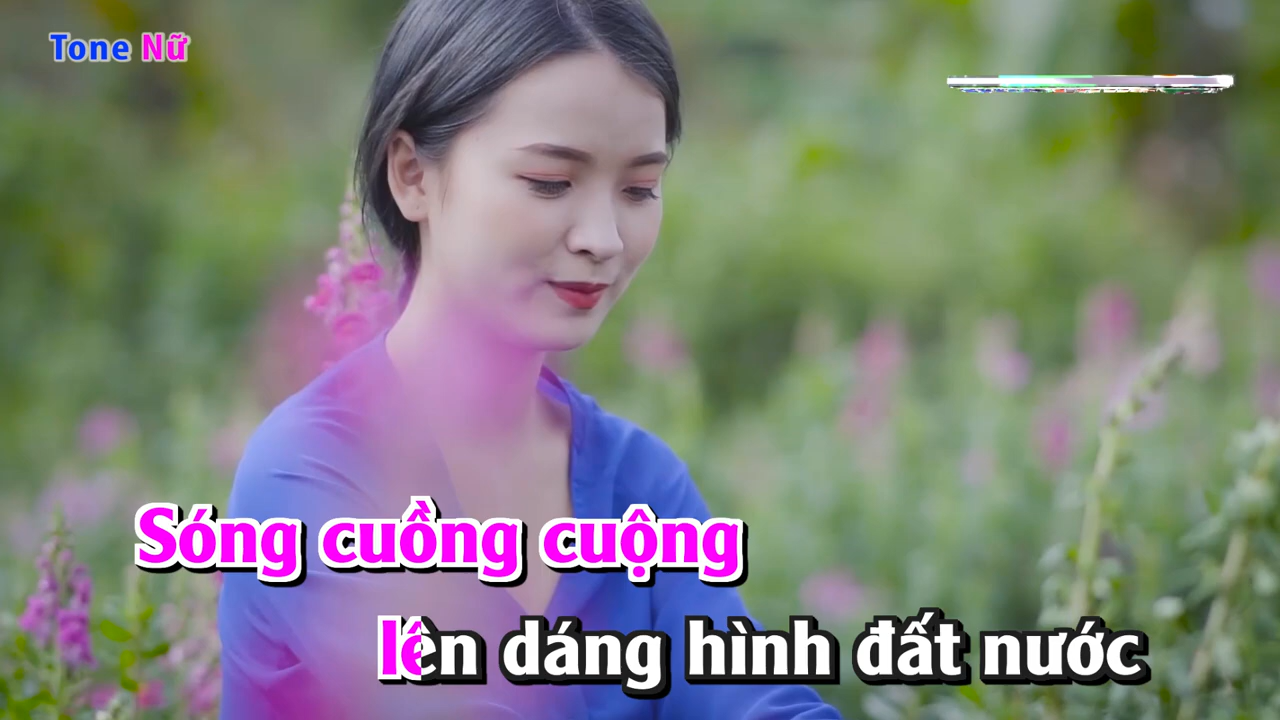 Tone Nữ
Sóng cuồng cuộng
lên dáng hình đất nước